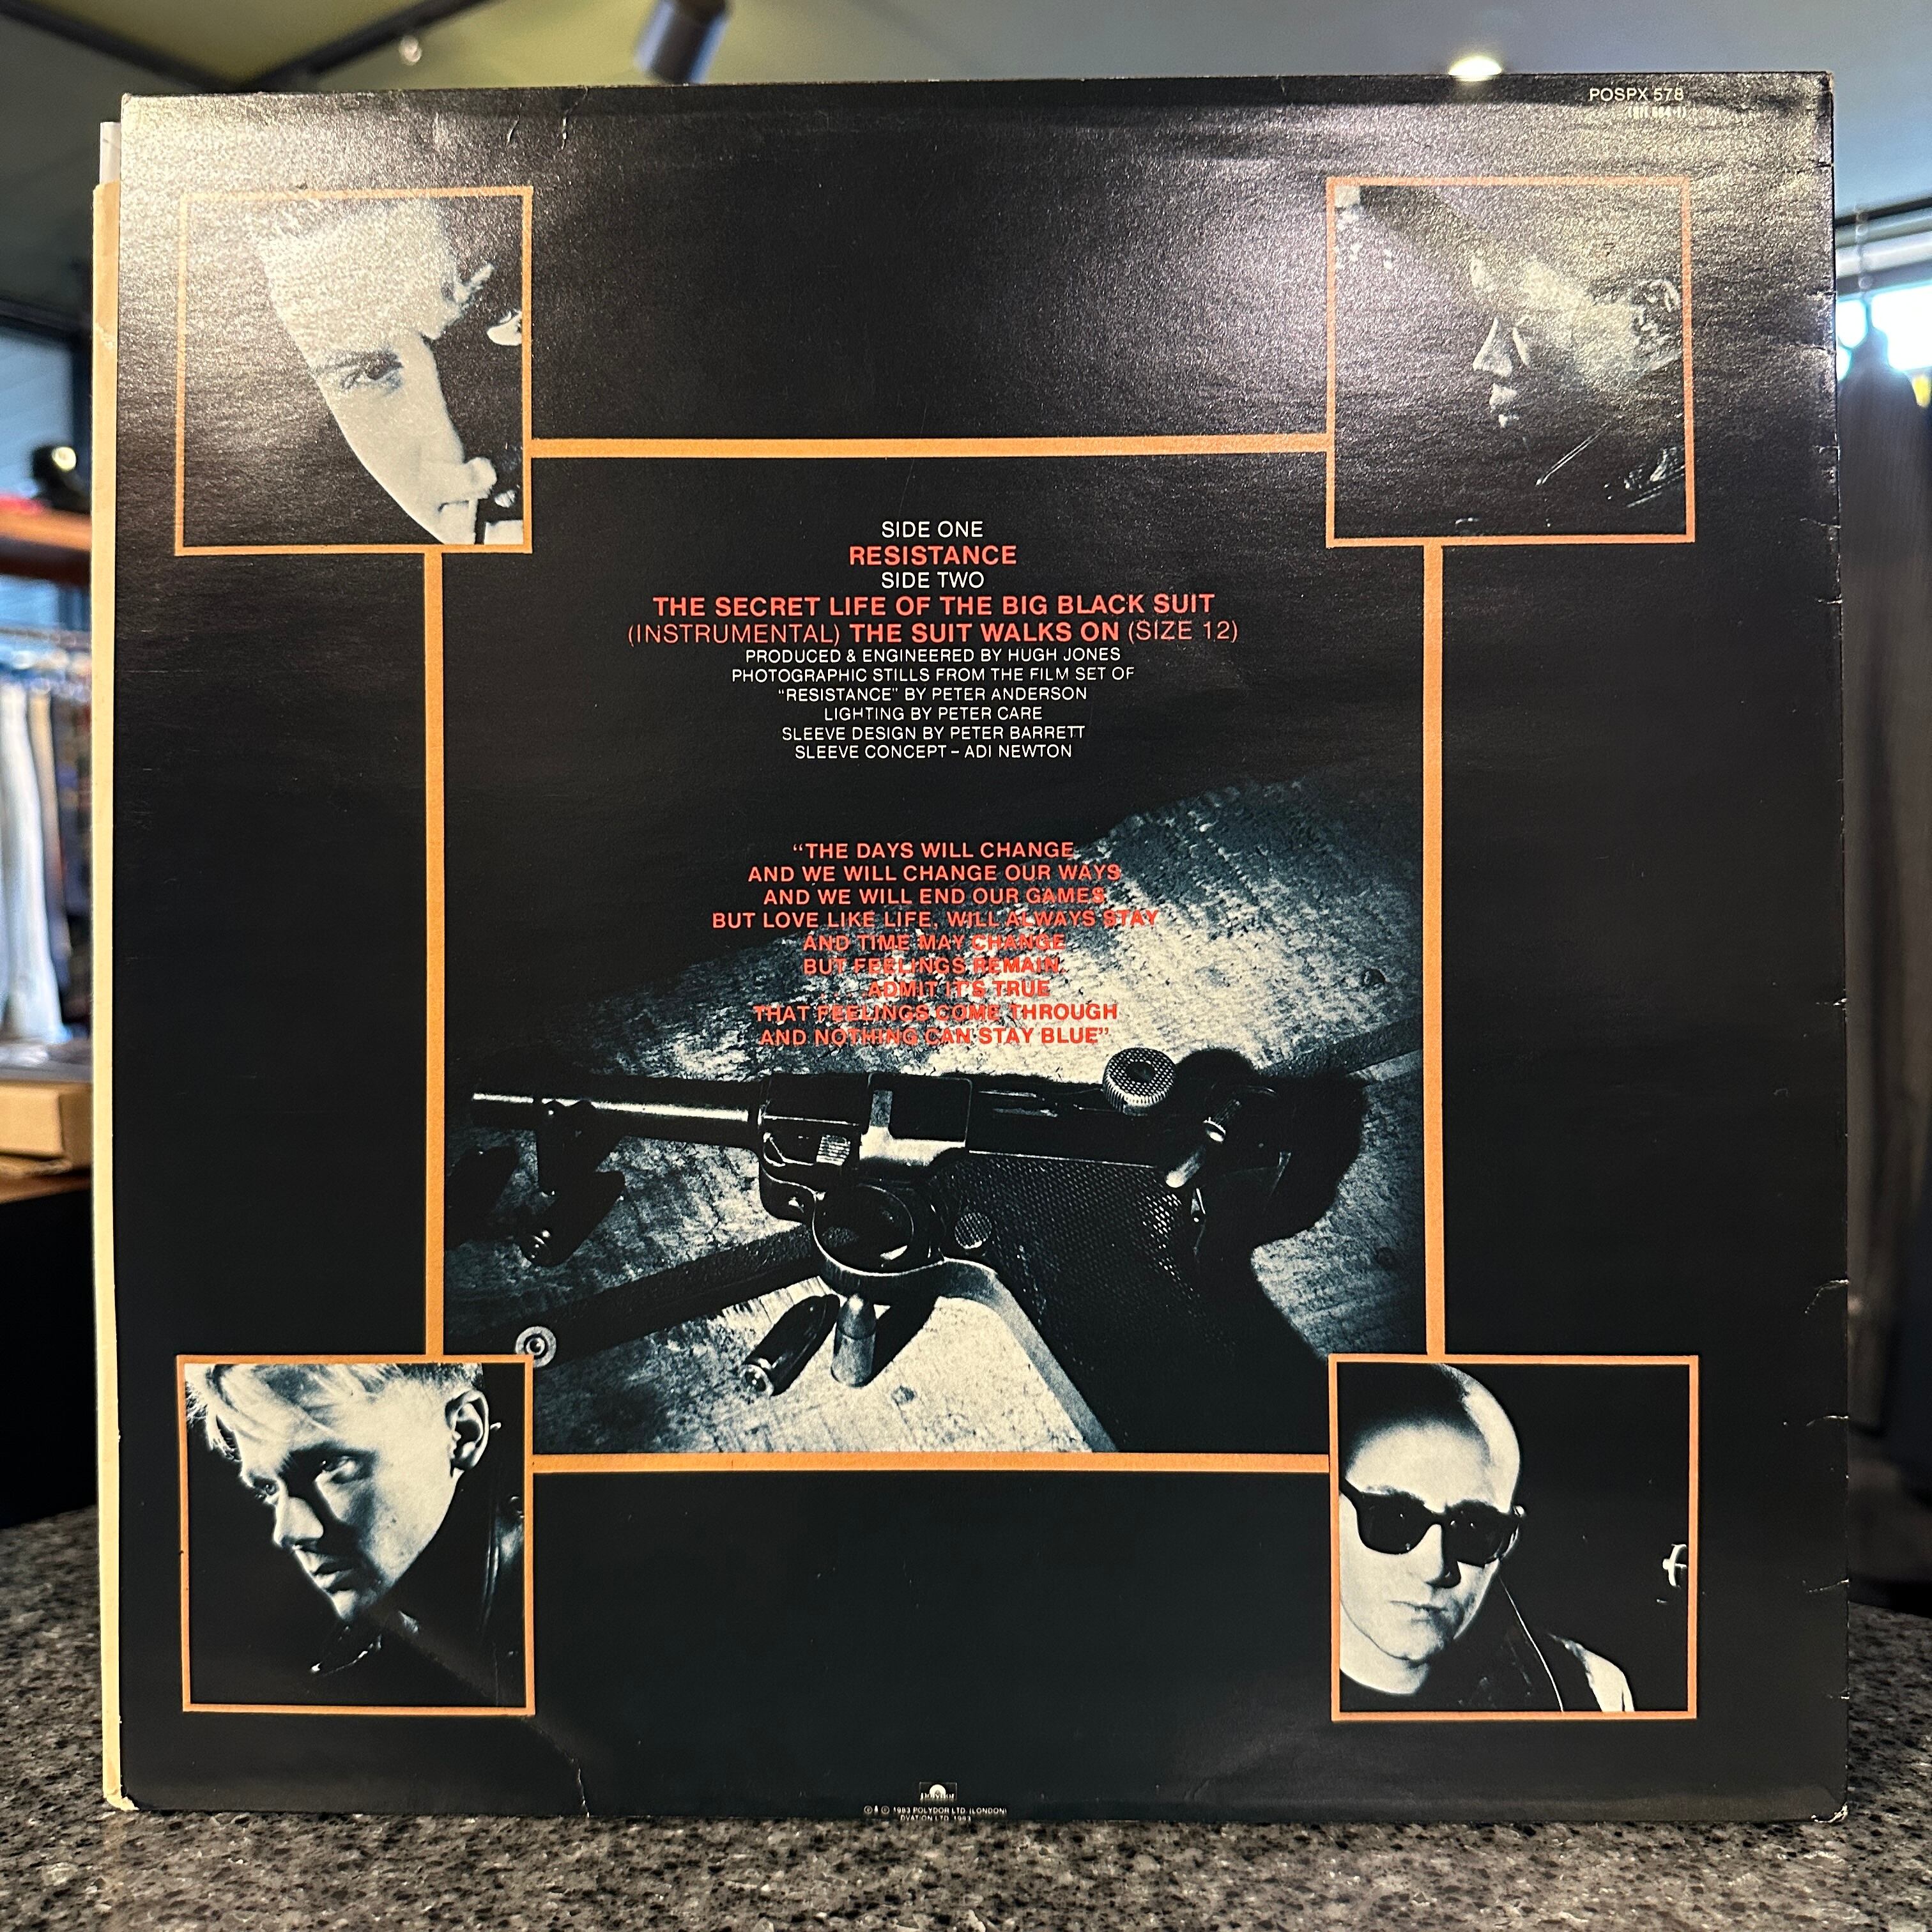 POSPX 578
SIDE ONE
RESISTANCE
SIDE TWO
THE SECRET LIFE OF THE BIG BLACK SUIT
(INSTRUMENTAL) THE SUIT WALKS ON (SIZE 12)
PRODUCED & ENGINEERED BY HUGH JONES
PHOTOGRAPHIC STILLS FROM THE FILM SET OF
“RESISTANCE” BY PETER ANDERSON
LIGHTING BY PETER CARE
SLEEVE DESIGN BY PETER BARRETT
SLEEVE CONCEPT – ADI NEWTON
“THE DAYS WILL CHANGE
AND WE WILL CHANGE OUR WAYS
AND WE WILL END OUR GAMES
BUT LOVE LIKE LIFE, WILL ALWAYS STAY
AND TIME MAY CHANGE
BUT FEELINGS REMAIN
ADMIT IT'S TRUE
THAT FEELINGS COME THROUGH
AND NOTHING CAN STAY BLUE”
polydor
1983 POLYDOR LTD. (LONDON)
LTD. 1983